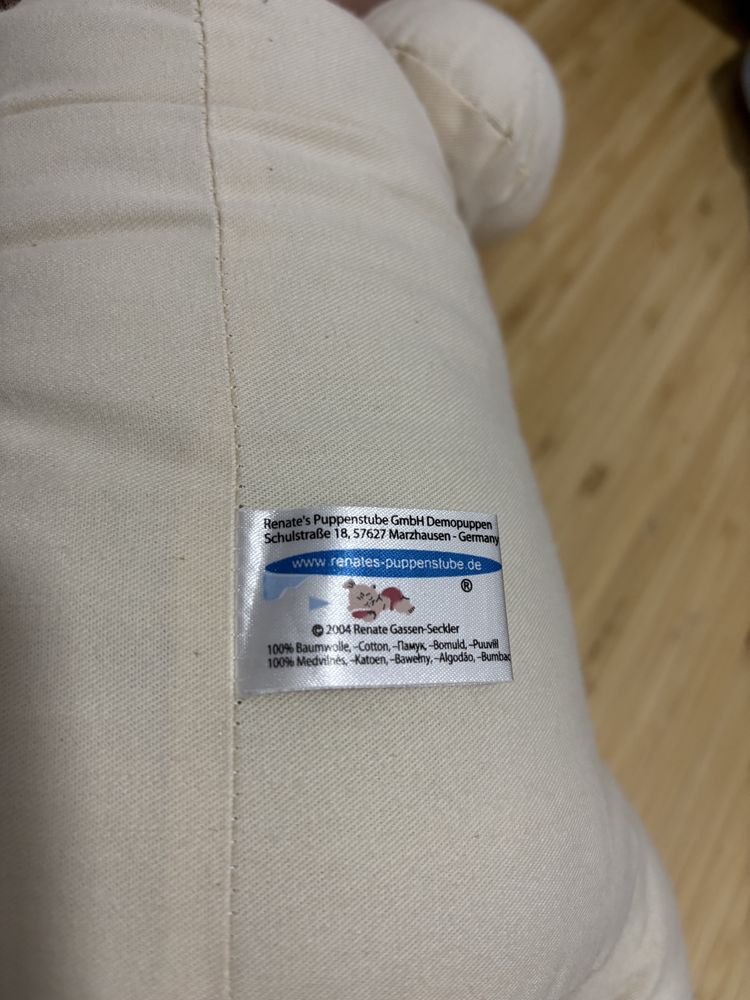 Renate's Puppenstube GmbH Demopuppen
Schulstraße 18, 57627 Marzhausen - Germany
www.renates-puppenstube.de
®
© 2004 Renate Gassen-Seckler
100% Baumwolle, -Cotton, -Памук, -Bomuld, -Puuvill
100% Medvilnės, -Katoen, -Bawełny, -Algodão, -Bumbac